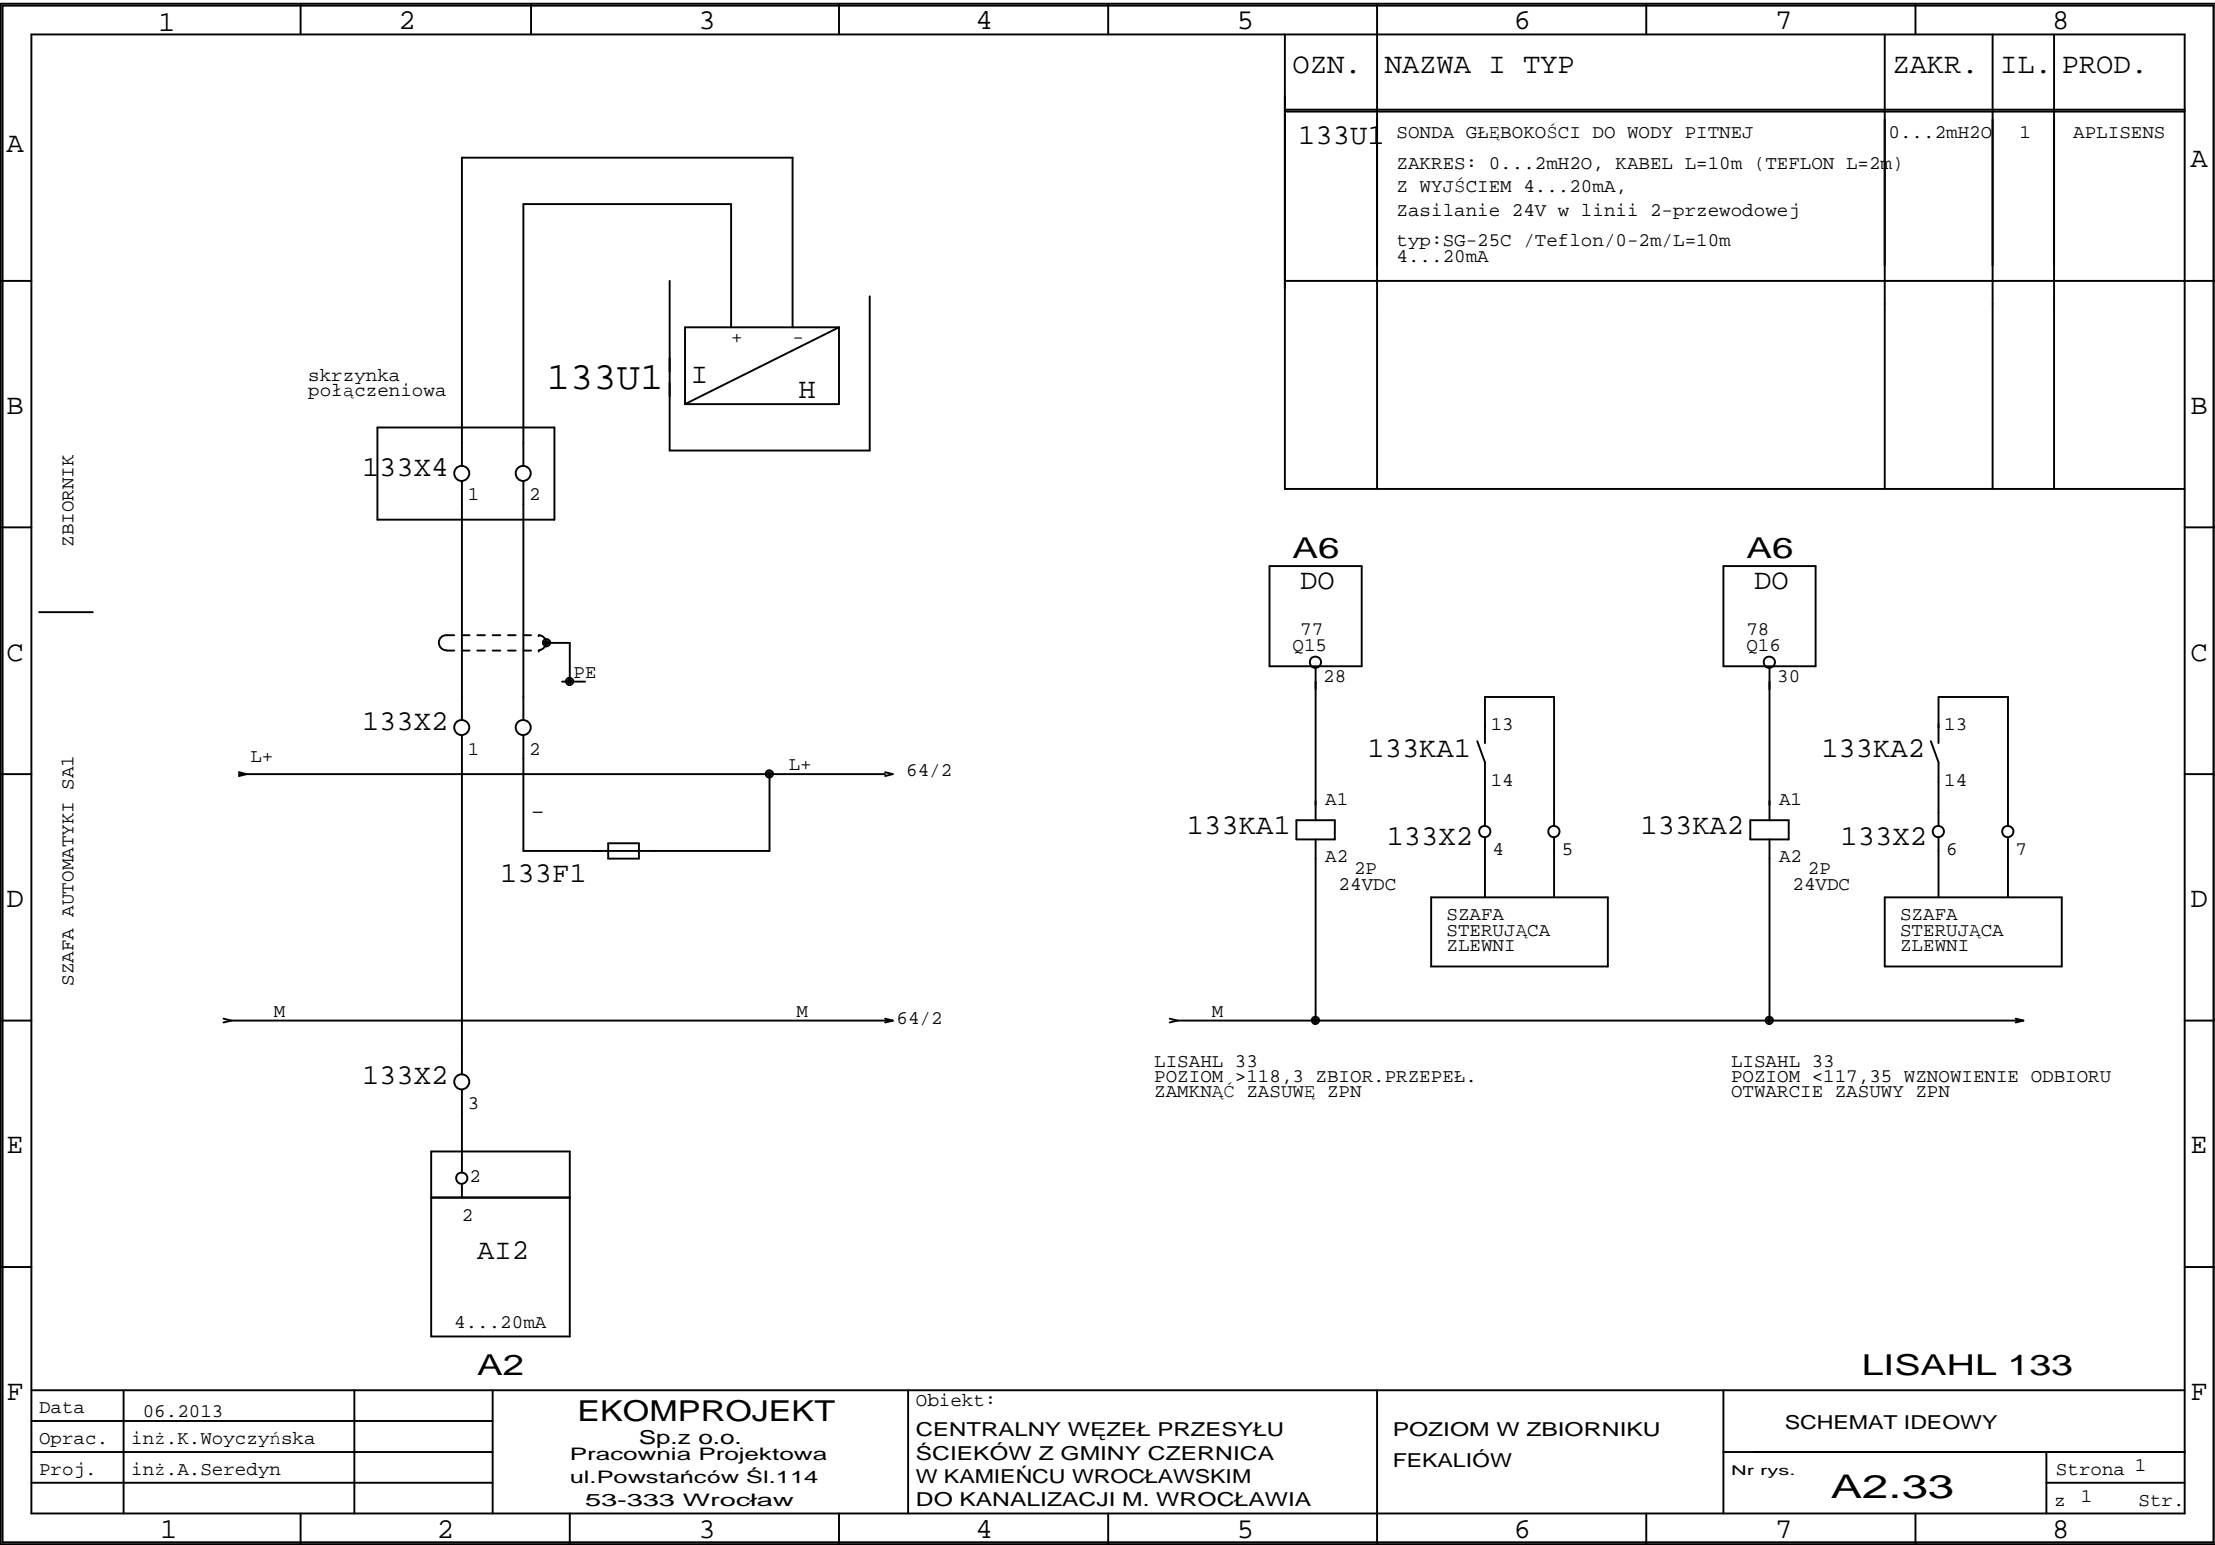 1 2 3 4 5 6 7 8
A
B
C
D
E
F
A
B
C
D
E
F
OZN. NAZWA I TYP ZAKR. IL. PROD.
133U1 SONDA GŁĘBOKOŚCI DO WODY PITNEJ 0...2mH2O 1 APLISENS
ZAKRES: 0...2mH2O, KABEL L=10m (TEFLON L=2m)
Z WYJŚCIEM 4...20mA,
Zasilanie 24V w linii 2-przewodowej
typ:SG-25C /Teflon/0-2m/L=10m
4...20mA
ZBIORNIK
SZAFA AUTOMATYKI SA1
skrzynka
połączeniowa
133U1
+ -
I
H
133X4
1 2
PE
133X2
1 2
L+ L+ 64/2
-
133F1
M M 64/2
133X2
3
2
2
AI2
4...20mA
A2
A6
DO
77
Q15
28
133KA1
13
14
A1
133KA1
A2
2P
24VDC
133X2
4 5
SZAFA
STERUJĄCA
ZLEWNI
A6
DO
78
Q16
30
133KA2
13
14
A1
133KA2
A2
2P
24VDC
133X2
6 7
SZAFA
STERUJĄCA
ZLEWNI
M
LISAHL 33
POZIOM >118,3 ZBIOR.PRZEPEŁ.
ZAMKNĄĆ ZASUWĘ ZPN
LISAHL 33
POZIOM <117,35 WZNOWIENIE ODBIORU
OTWARCIE ZASUWY ZPN
LISAHL 133
Data 06.2013
Oprac. inż.K.Woyczyńska
Proj. inż.A.Seredyn
EKOMPROJEKT
Sp.z o.o.
Pracownia Projektowa
ul.Powstańców Śl.114
53-333 Wrocław
Obiekt:
CENTRALNY WĘZEŁ PRZESYŁU
ŚCIEKÓW Z GMINY CZERNICA
W KAMIEŃCU WROCŁAWSKIM
DO KANALIZACJI M. WROCŁAWIA
POZIOM W ZBIORNIKU
FEKALIÓW
SCHEMAT IDEOWY
Nr rys. A2.33
Strona 1
z 1 Str.
1 2 3 4 5 6 7 8